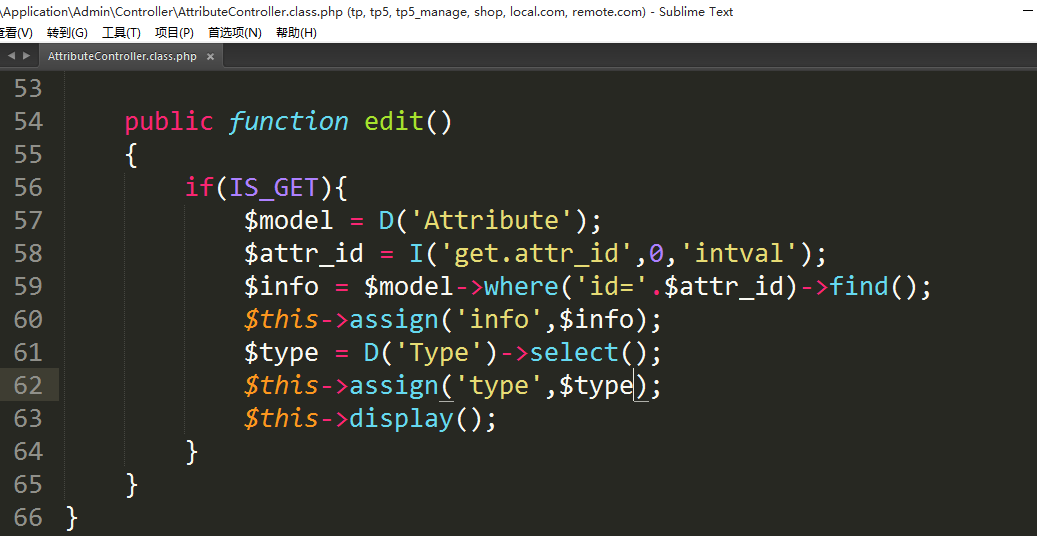 \Application\Admin\Controller\AttributeController.class.php (tp, tp5, tp5_manage, shop, local.com, remote.com) - Sublime Text
查看(V) 转到(G) 工具(T) 项目(P) 首选项(N) 帮助(H)
AttributeController.class.php ×
53
54 public function edit()
55 {
56 if(IS_GET){
57 $model = D('Attribute');
58 $attr_id = I('get.attr_id',0,'intval');
59 $info = $model->where('id='.$attr_id)->find();
60 $this->assign('info',$info);
61 $type = D('Type')->select();
62 $this->assign('type',$type);
63 $this->display();
64 }
65 }
66 }